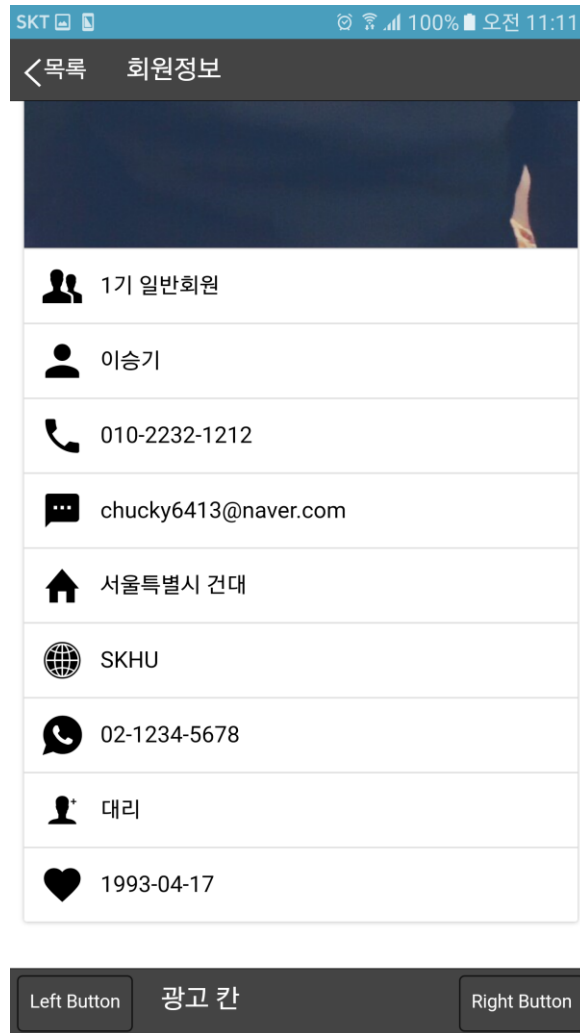 SKT 100% 오전 11:11
목록 회원정보
1기 일반회원
이승기
010-2232-1212
chucky6413@naver.com
서울특별시 건대
SKHU
02-1234-5678
대리
1993-04-17
Left Button 광고 칸 Right Button